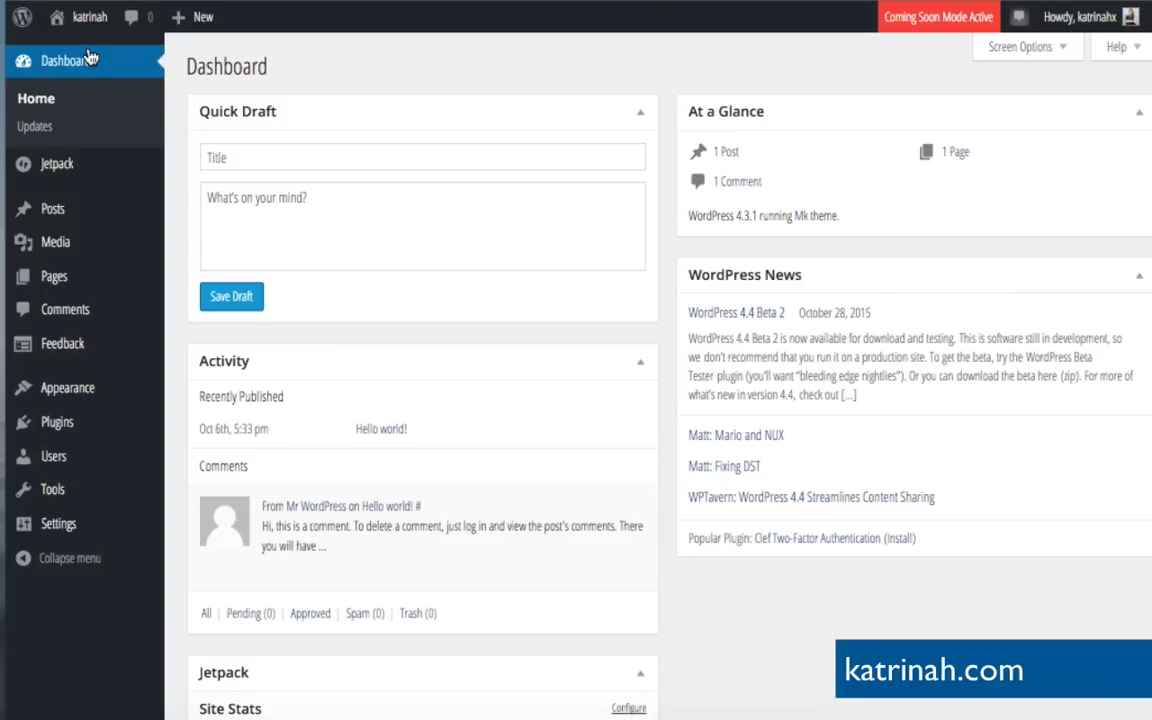 katrinah
0
New
Coming Soon Mode Active
Howdy, katrinahx
Dashboard
Home
Updates
Jetpack
Posts
Media
Pages
Comments
Feedback
Appearance
Plugins
Users
Tools
Settings
Collapse menu
Screen Options
Help
Dashboard
Quick Draft
Title
What's on your mind?
Save Draft
Activity
Recently Published
Oct 6th, 5:33 pm Hello world!
Comments
From Mr WordPress on Hello world! #
Hi, this is a comment. To delete a comment, just log in and view the post's comments. There
you will have ...
All | Pending (0) | Approved | Spam (0) | Trash (0)
Jetpack
Site Stats Configure
At a Glance
1 Post 1 Page
1 Comment
WordPress 4.3.1 running Mk theme.
WordPress News
WordPress 4.4 Beta 2 October 28, 2015
WordPress 4.4 Beta 2 is now available for download and testing. This is software still in development, so
we don't recommend that you run it on a production site. To get the beta, try the WordPress Beta
Tester plugin (you'll want "bleeding edge nightlies"). Or you can download the beta here (zip). For more of
what's new in version 4.4, check out [...]
Matt: Mario and NUX
Matt: Fixing DST
WPTavern: WordPress 4.4 Streamlines Content Sharing
Popular Plugin: Clef Two-Factor Authentication (Install)
katrinah.com